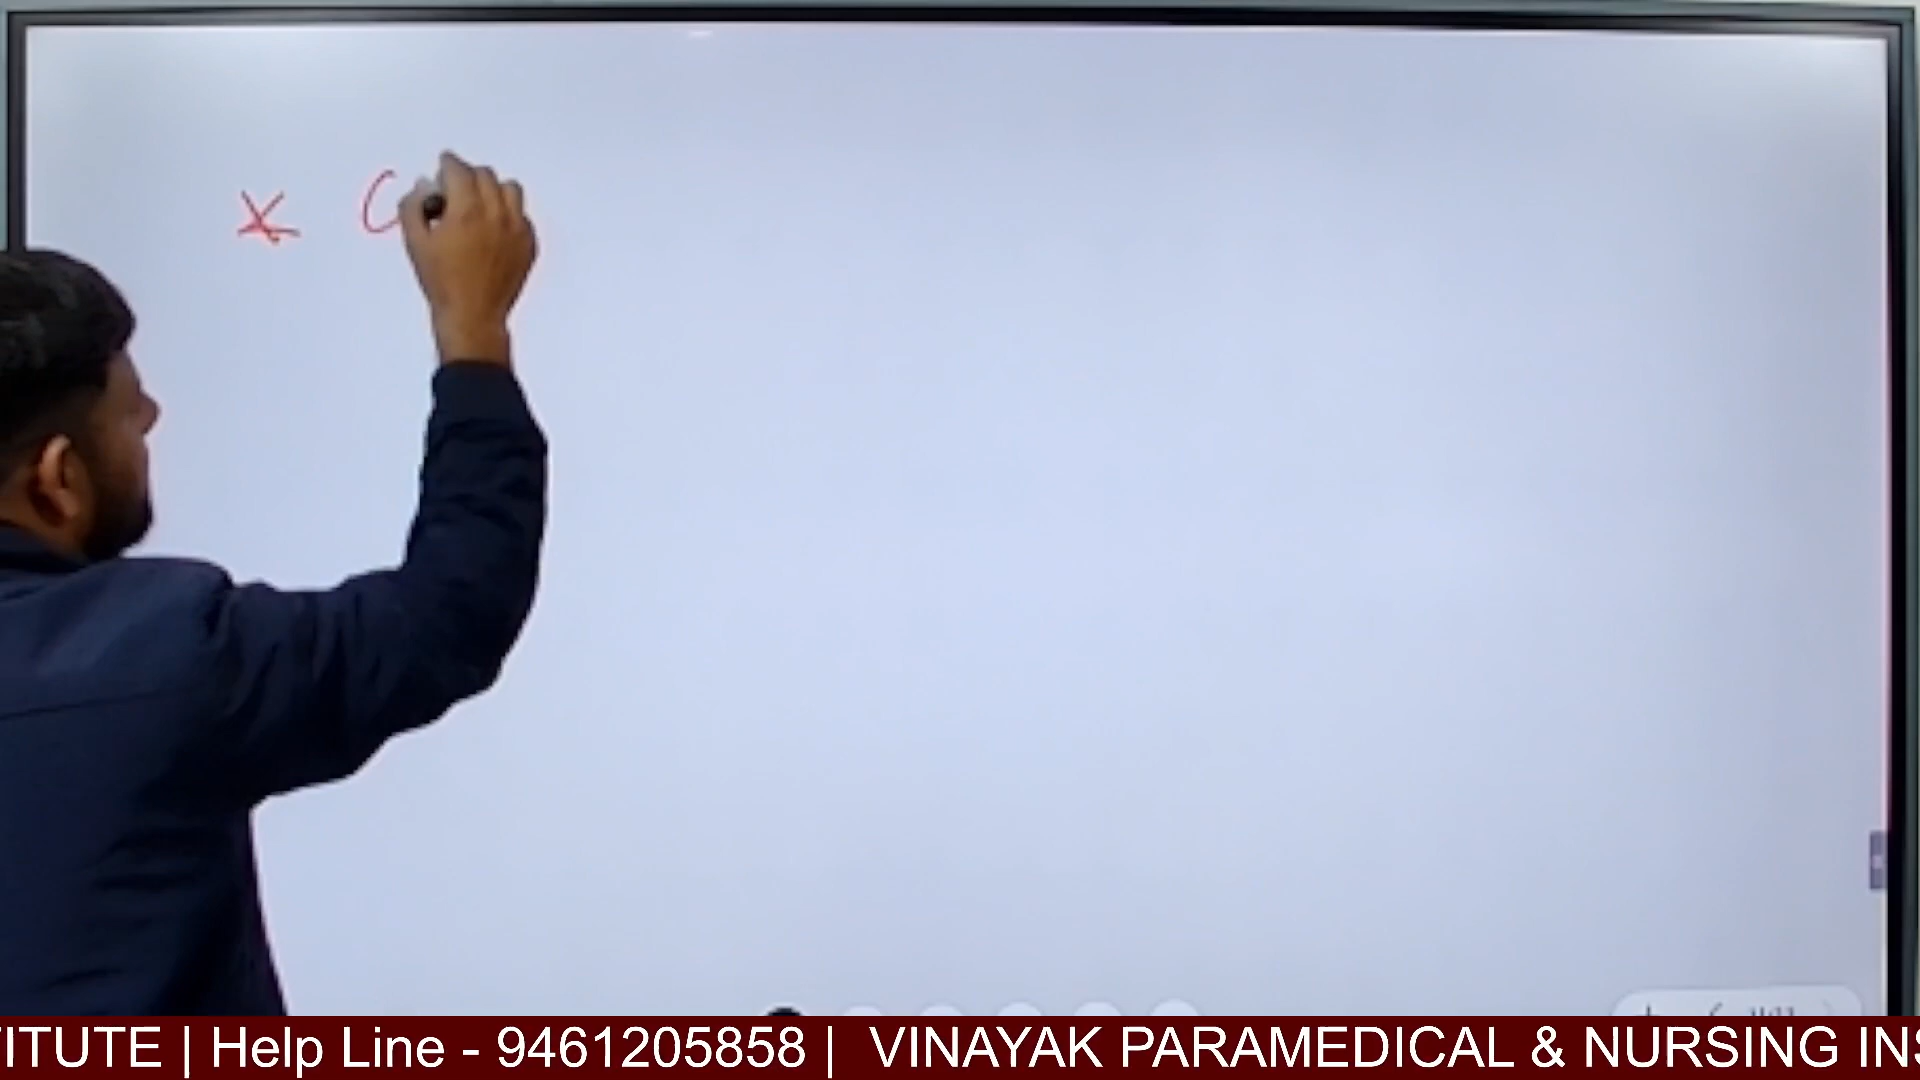 * C
TITUTE | Help Line - 9461205858 | VINAYAK PARAMEDICAL & NURSING INS